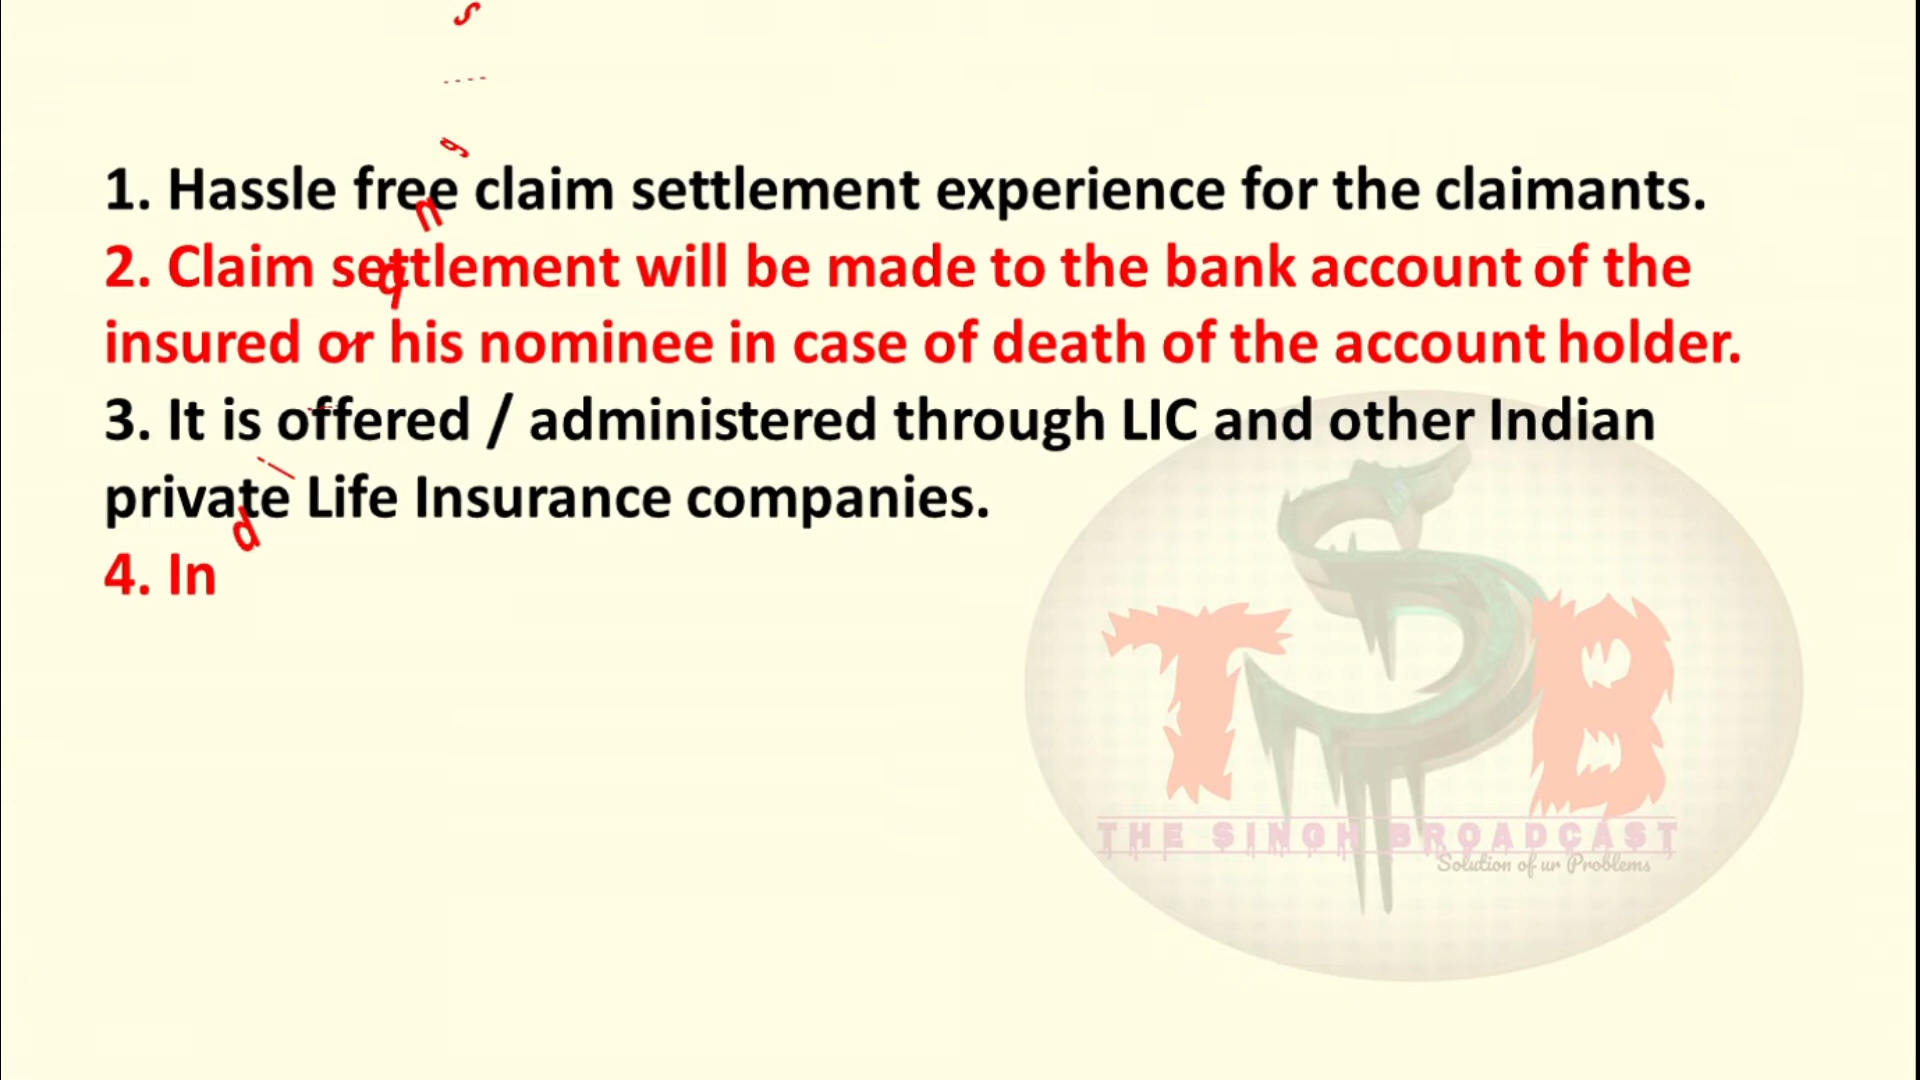 1. Hassle free claim settlement experience for the claimants.
2. Claim settlement will be made to the bank account of the
insured or his nominee in case of death of the account holder.
3. It is offered / administered through LIC and other Indian
private Life Insurance companies.
4. In
TSB
THE SINGH BROADCAST
Solution of ur Problems